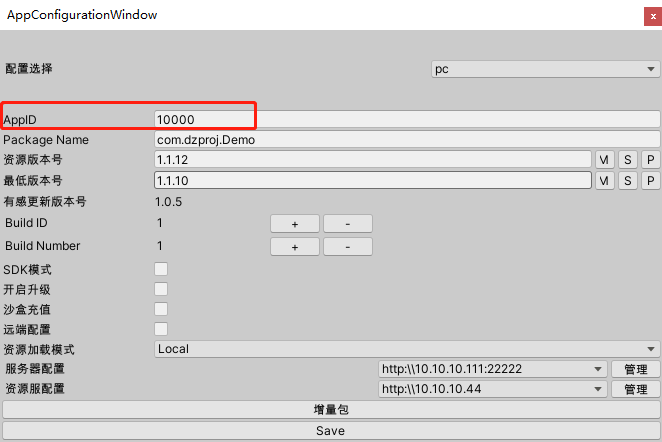 AppConfigurationWindow
x
配置选择 pc
AppID 10000
Package Name com.dzproj.Demo
资源版本号 1.1.12 M S P
最低版本号 1.1.10 M S P
有感更新版本号 1.0.5
Build ID 1 + -
Build Number 1 + -
SDK模式
开启升级
沙盒充值
远端配置
资源加载模式 Local
服务器配置 http:\\10.10.10.111:22222 管理
资源服配置 http:\\10.10.10.44 管理
增量包
Save